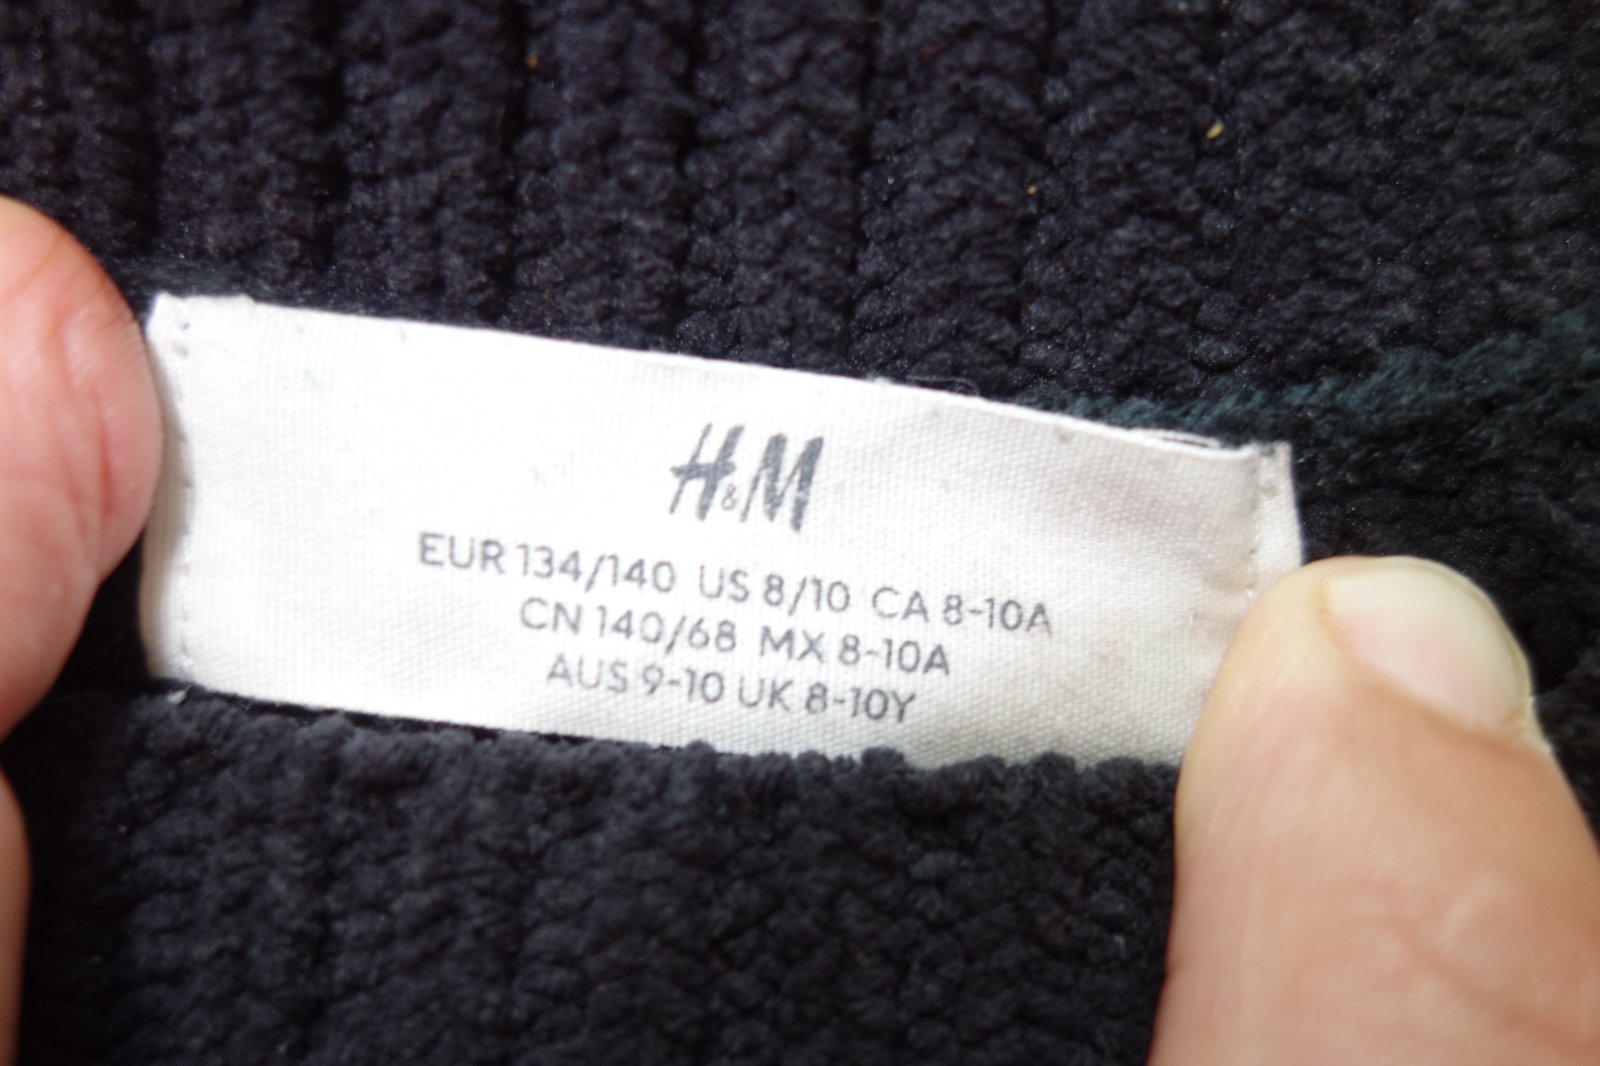 H&M
EUR 134/140 US 8/10 CA 8-10A
CN 140/68 MX 8-10A
AUS 9-10 UK 8-10Y